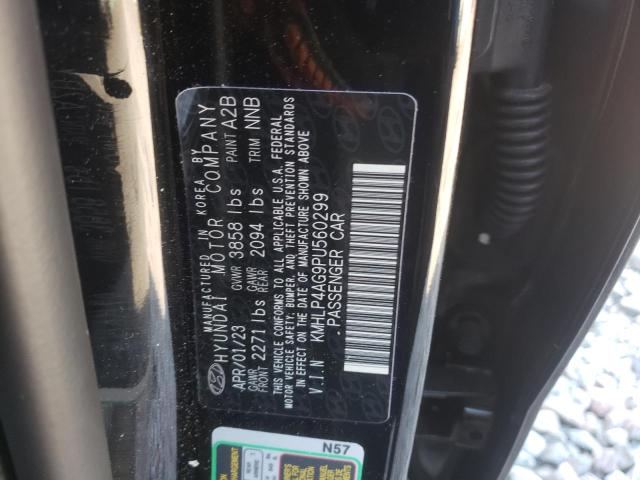 MANUFACTURED IN KOREA BY
HYUNDAI MOTOR COMPANY
APR/01/23 GVWR 3858 lbs PAINT A2B
GAWR FRONT 2271 lbs GAWR REAR 2094 lbs TRIM NNB
THIS VEHICLE CONFORMS TO ALL APPLICABLE U.S.A. FEDERAL
MOTOR VEHICLE SAFETY, BUMPER, AND THEFT PREVENTION STANDARDS
IN EFFECT ON THE DATE OF MANUFACTURE SHOWN ABOVE
V.I.N KMHLP4AG9PU560299
PASSENGER CAR
N57